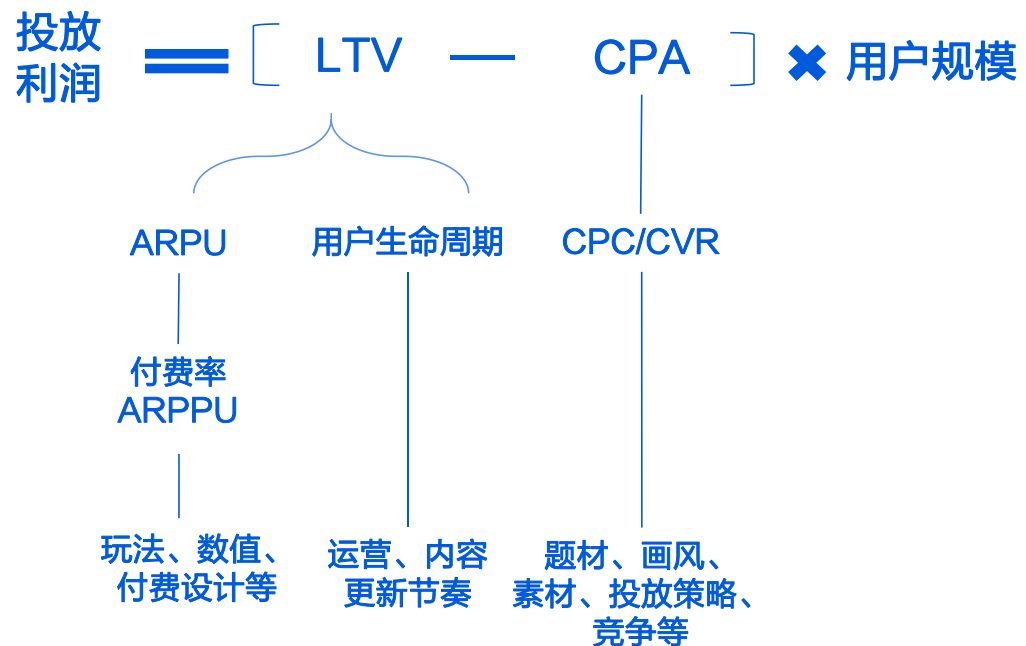 投放
利润
LTV
CPA
用户规模
ARPU
用户生命周期
CPC/CVR
付费率
ARPPU
玩法、数值、
付费设计等
运营、内容
更新节奏
题材、画风、
素材、投放策略、
竞争等